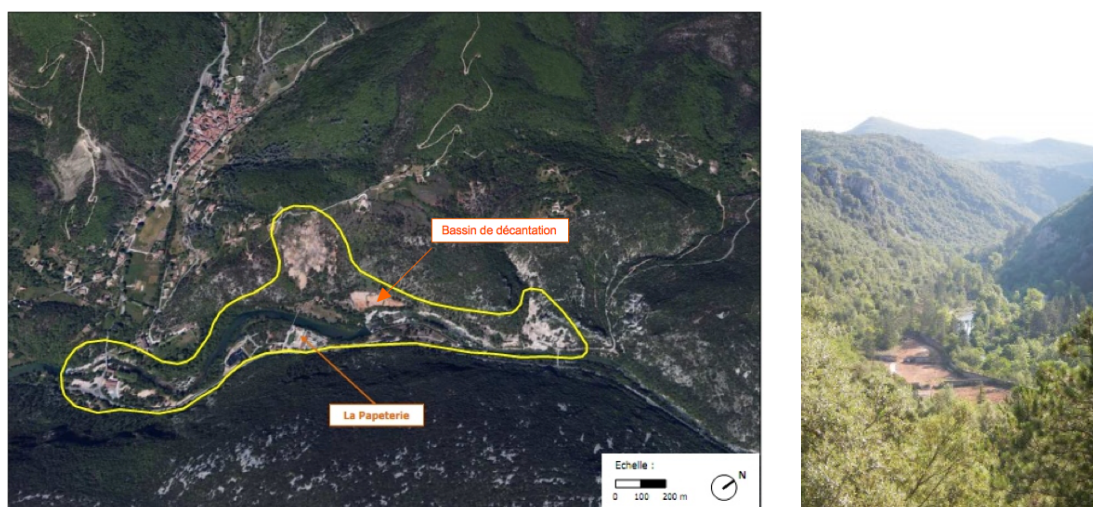 Bassin de décantation
La Papeterie
Echelle :
N
0 100 200 m